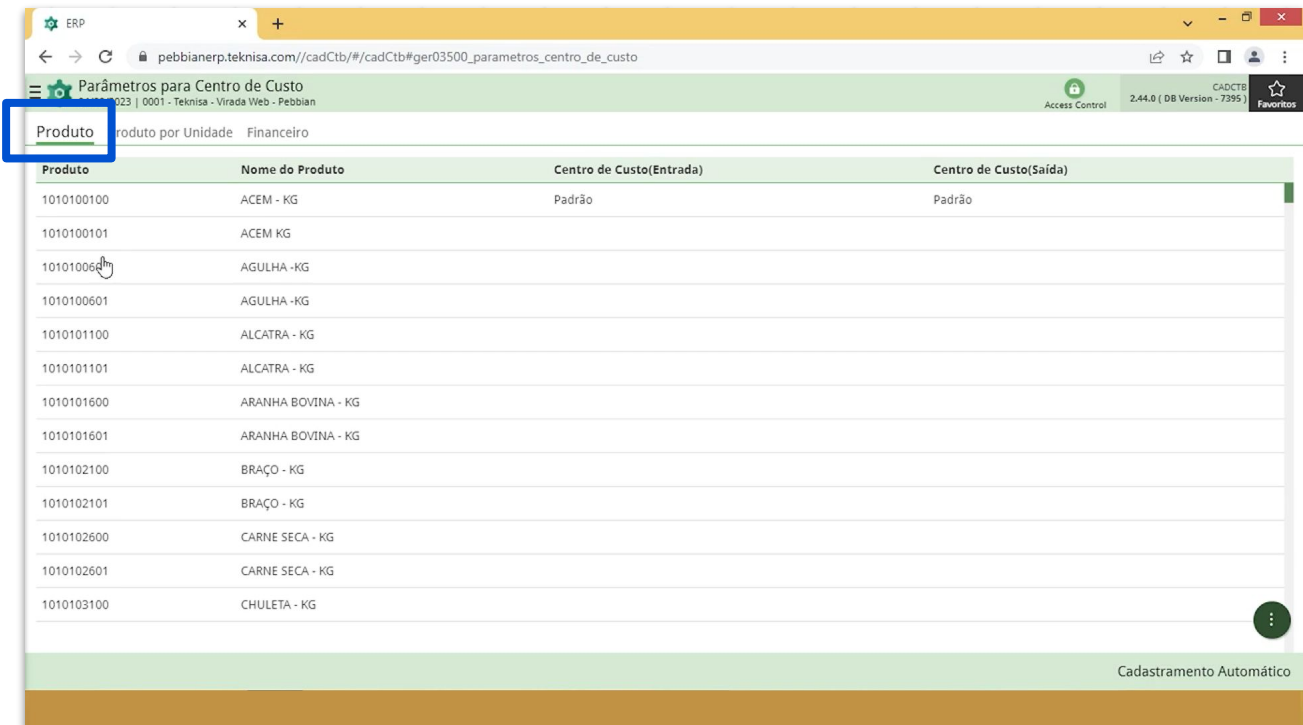 ERP
pebbianerp.teknisa.com//cadCtb/#/cadCtb#ger03500_parametros_centro_de_custo
Parâmetros para Centro de Custo
2023 | 0001 - Teknisa - Virada Web - Pebbian
Access Control
CADCTB
2.44.0 ( DB Version - 7395 )
Favoritos
Produto roduto por Unidade Financeiro
Produto Nome do Produto Centro de Custo(Entrada) Centro de Custo(Saída)
1010100100 ACEM - KG Padrão Padrão
1010100101 ACEM KG
AGULHA -KG
1010100601 AGULHA -KG
1010101100 ALCATRA - KG
1010101101 ALCATRA - KG
1010101600 ARANHA BOVINA - KG
1010101601 ARANHA BOVINA - KG
1010102100 BRAÇO - KG
1010102101 BRAÇO - KG
1010102600 CARNE SECA - KG
1010102601 CARNE SECA - KG
1010103100 CHULETA - KG
Cadastramento Automático